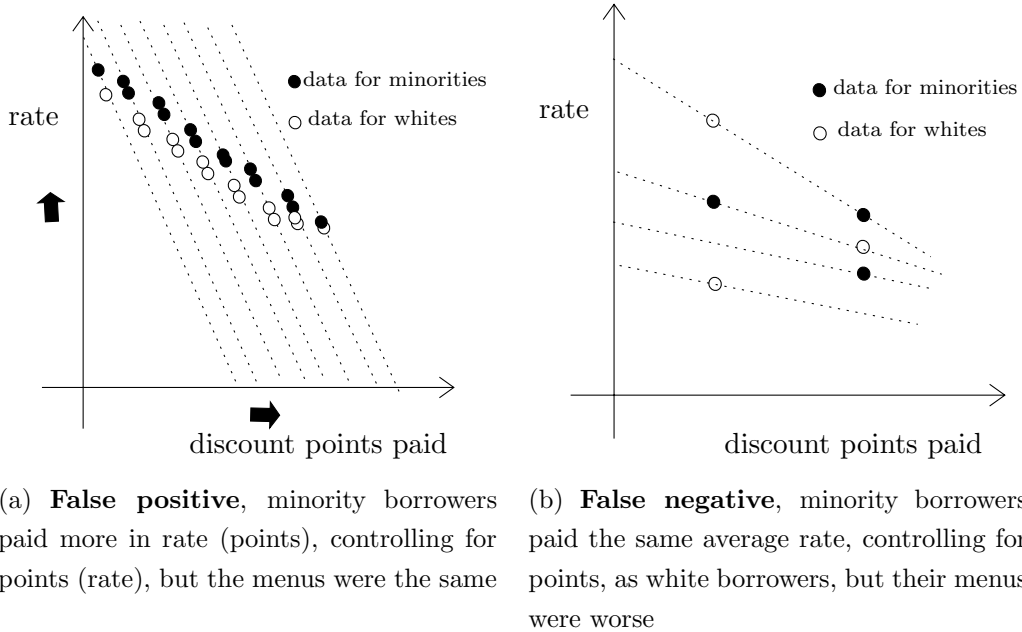 rate
data for minorities
data for whites
discount points paid
(a) False positive, minority borrowers
paid more in rate (points), controlling for
points (rate), but the menus were the same
rate
data for minorities
data for whites
discount points paid
(b) False negative, minority borrowers
paid the same average rate, controlling for
points, as white borrowers, but their menus
were worse